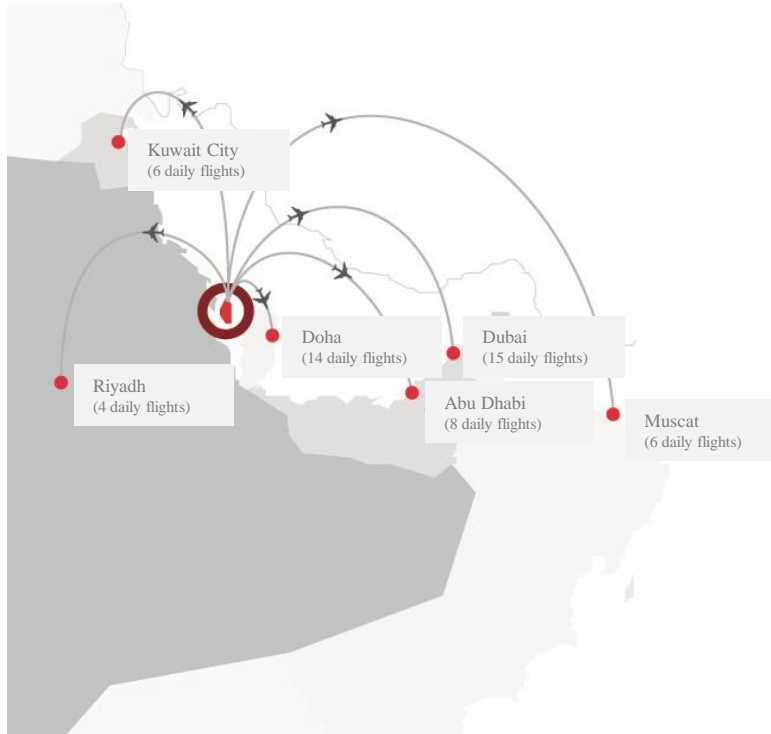 Kuwait City
(6 daily flights)
Doha
(14 daily flights)
Dubai
(15 daily flights)
Riyadh
(4 daily flights)
Abu Dhabi
(8 daily flights)
Muscat
(6 daily flights)